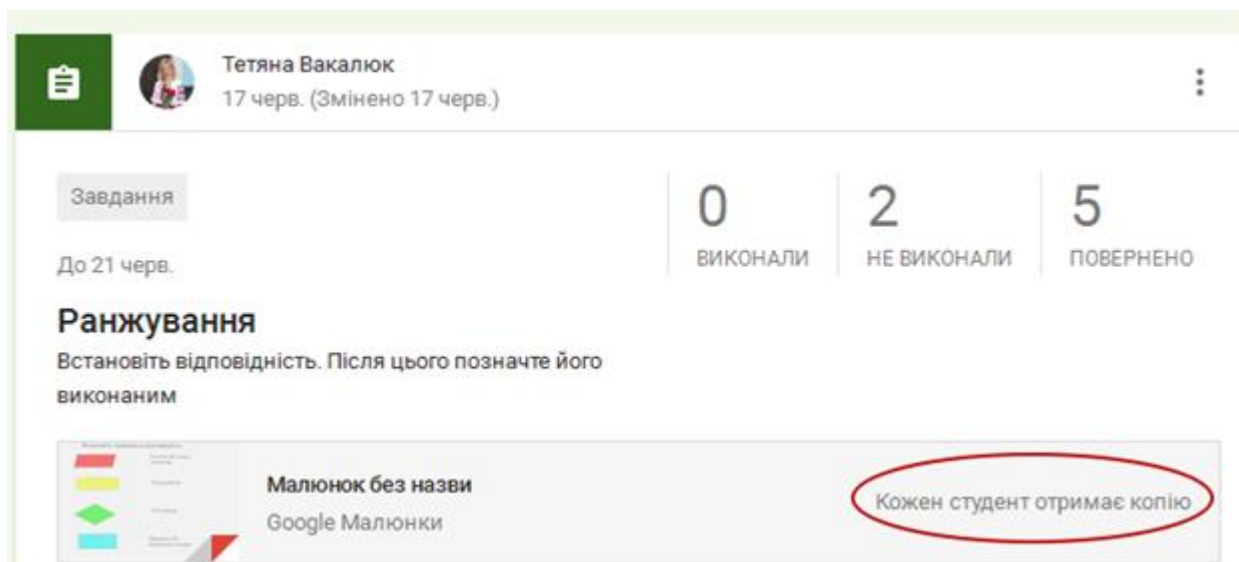 Тетяна Вакалюк
17 черв. (Змінено 17 черв.)
Завдання
До 21 черв.
0
ВИКОНАЛИ
2
НЕ ВИКОНАЛИ
5
ПОВЕРНЕНО
Ранжування
Встановіть відповідність. Після цього позначте його
виконаним
Малюнок без назви
Google Малюнки
Кожен студент отримає копію